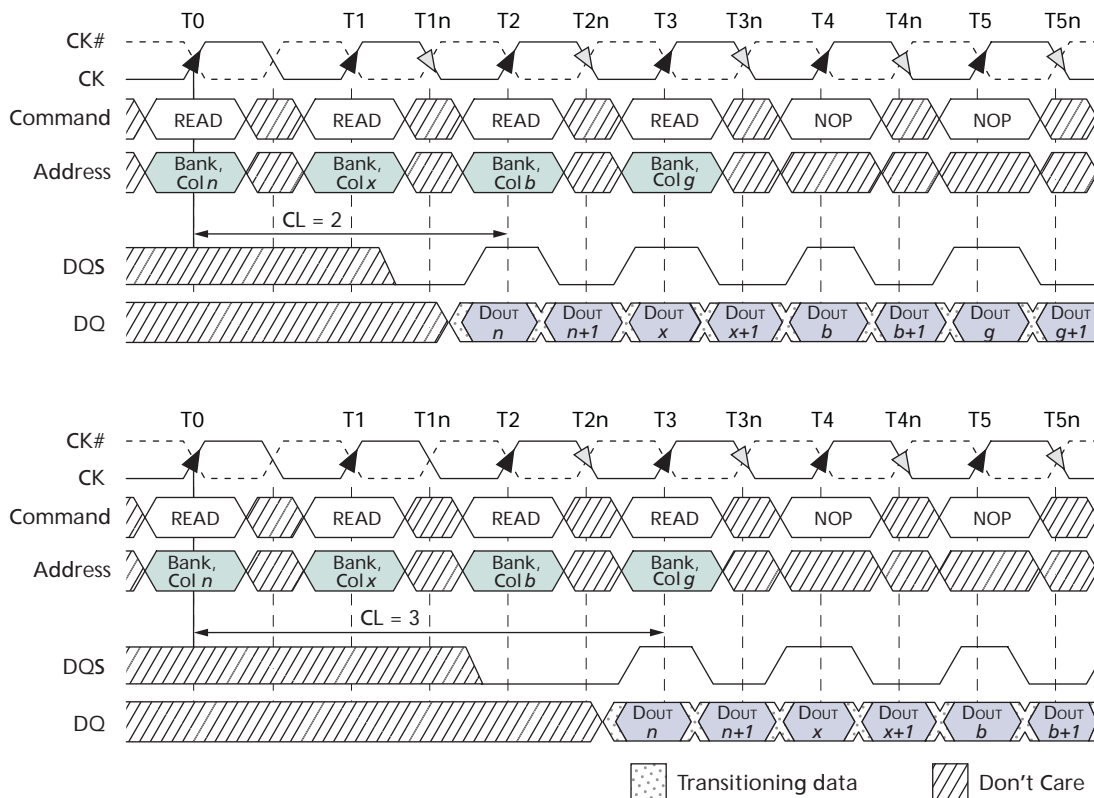 T0 T1 T1n T2 T2n T3 T3n T4 T4n T5 T5n
CK#
CK
Command READ READ READ READ NOP NOP
Address Bank, Col n Bank, Col x Bank, Col b Bank, Col g
CL = 2
DQS
DQ DOUT n DOUT n+1 DOUT x DOUT x+1 DOUT b DOUT b+1 DOUT g DOUT g+1
T0 T1 T1n T2 T2n T3 T3n T4 T4n T5 T5n
CK#
CK
Command READ READ READ READ NOP NOP
Address Bank, Col n Bank, Col x Bank, Col b Bank, Col g
CL = 3
DQS
DQ DOUT n DOUT n+1 DOUT x DOUT x+1 DOUT b DOUT b+1
Transitioning data Don't Care